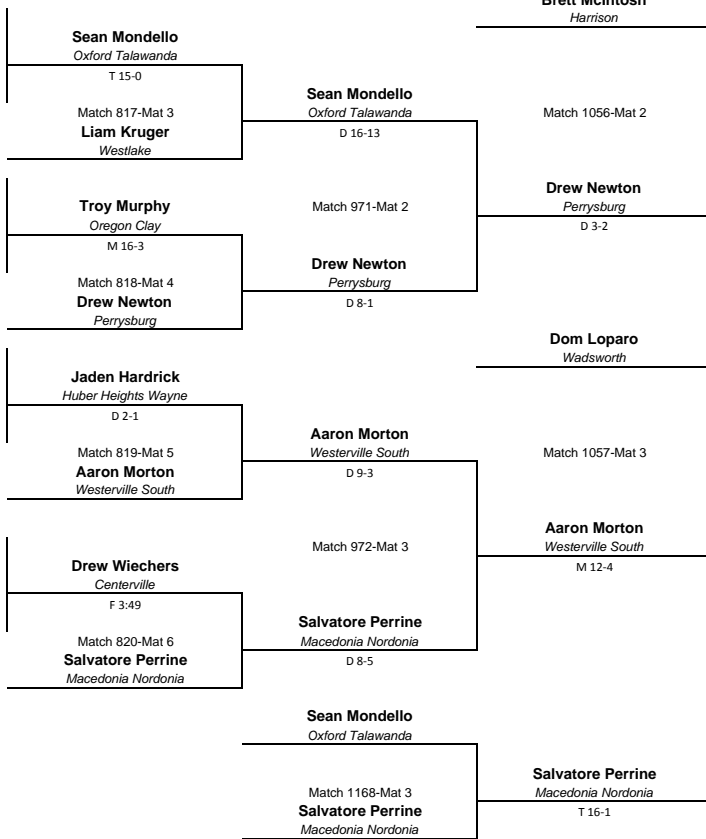 Brett McIntosh
Harrison
Sean Mondello
Oxford Talawanda
T 15-0
Match 817-Mat 3
Liam Kruger
Westlake
Sean Mondello
Oxford Talawanda
D 16-13
Match 1056-Mat 2
Troy Murphy
Oregon Clay
M 16-3
Match 818-Mat 4
Drew Newton
Perrysburg
Match 971-Mat 2
Drew Newton
Perrysburg
D 8-1
Drew Newton
Perrysburg
D 3-2
Dom Loparo
Wadsworth
Jaden Hardrick
Huber Heights Wayne
D 2-1
Match 819-Mat 5
Aaron Morton
Westerville South
Aaron Morton
Westerville South
D 9-3
Match 1057-Mat 3
Drew Wiechers
Centerville
F 3:49
Match 820-Mat 6
Salvatore Perrine
Macedonia Nordonia
Match 972-Mat 3
Salvatore Perrine
Macedonia Nordonia
D 8-5
Aaron Morton
Westerville South
M 12-4
Sean Mondello
Oxford Talawanda
Match 1168-Mat 3
Salvatore Perrine
Macedonia Nordonia
Salvatore Perrine
Macedonia Nordonia
T 16-1